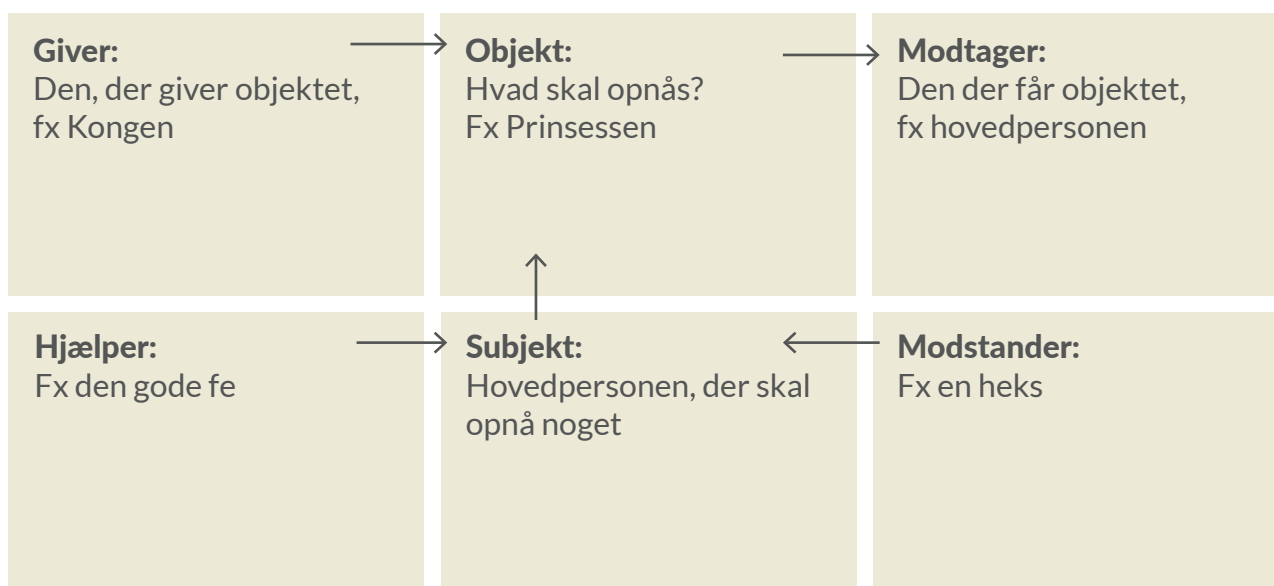 Giver:
Den, der giver objektet,
fx Kongen
Objekt:
Hvad skal opnås?
Fx Prinsessen
Modtager:
Den der får objektet,
fx hovedpersonen
Hjælper:
Fx den gode fe
Subjekt:
Hovedpersonen, der skal
opnå noget
Modstander:
Fx en heks